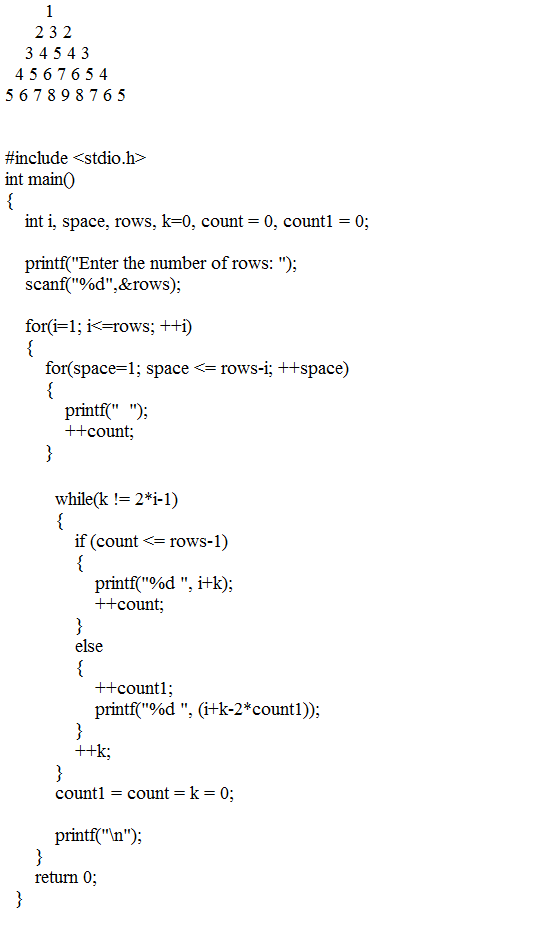 1
2 3 2
3 4 5 4 3
4 5 6 7 6 5 4
5 6 7 8 9 8 7 6 5
#include <stdio.h>
int main()
{
int i, space, rows, k=0, count = 0, count1 = 0;
printf("Enter the number of rows: ");
scanf("%d",&rows);
for(i=1; i<=rows; ++i)
{
for(space=1; space <= rows-i; ++space)
{
printf("  ");
++count;
}
while(k != 2*i-1)
{
if (count <= rows-1)
{
printf("%d ", i+k);
++count;
}
else
{
++count1;
printf("%d ", (i+k-2*count1));
}
++k;
}
count1 = count = k = 0;
printf("\n");
}
return 0;
}